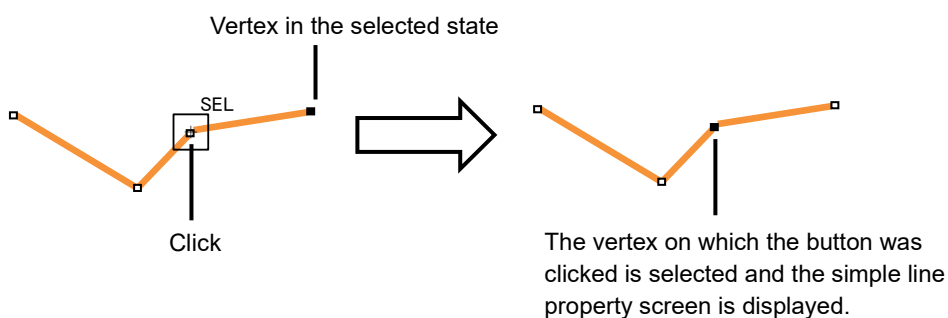 Vertex in the selected state
SEL
Click
The vertex on which the button was
clicked is selected and the simple line
property screen is displayed.